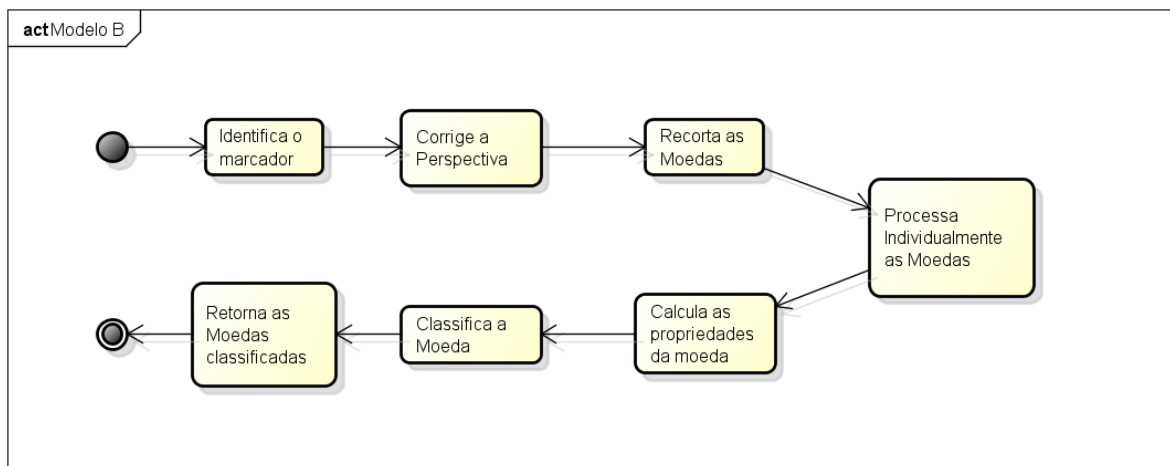 act Modelo B
Identifica o
marcador
Corrige a
Perspectiva
Recorta as
Moedas
Processa
Individualmente
as Moedas
Calcula as
propriedades
da moeda
Classifica a
Moeda
Retorna as
Moedas
classificadas